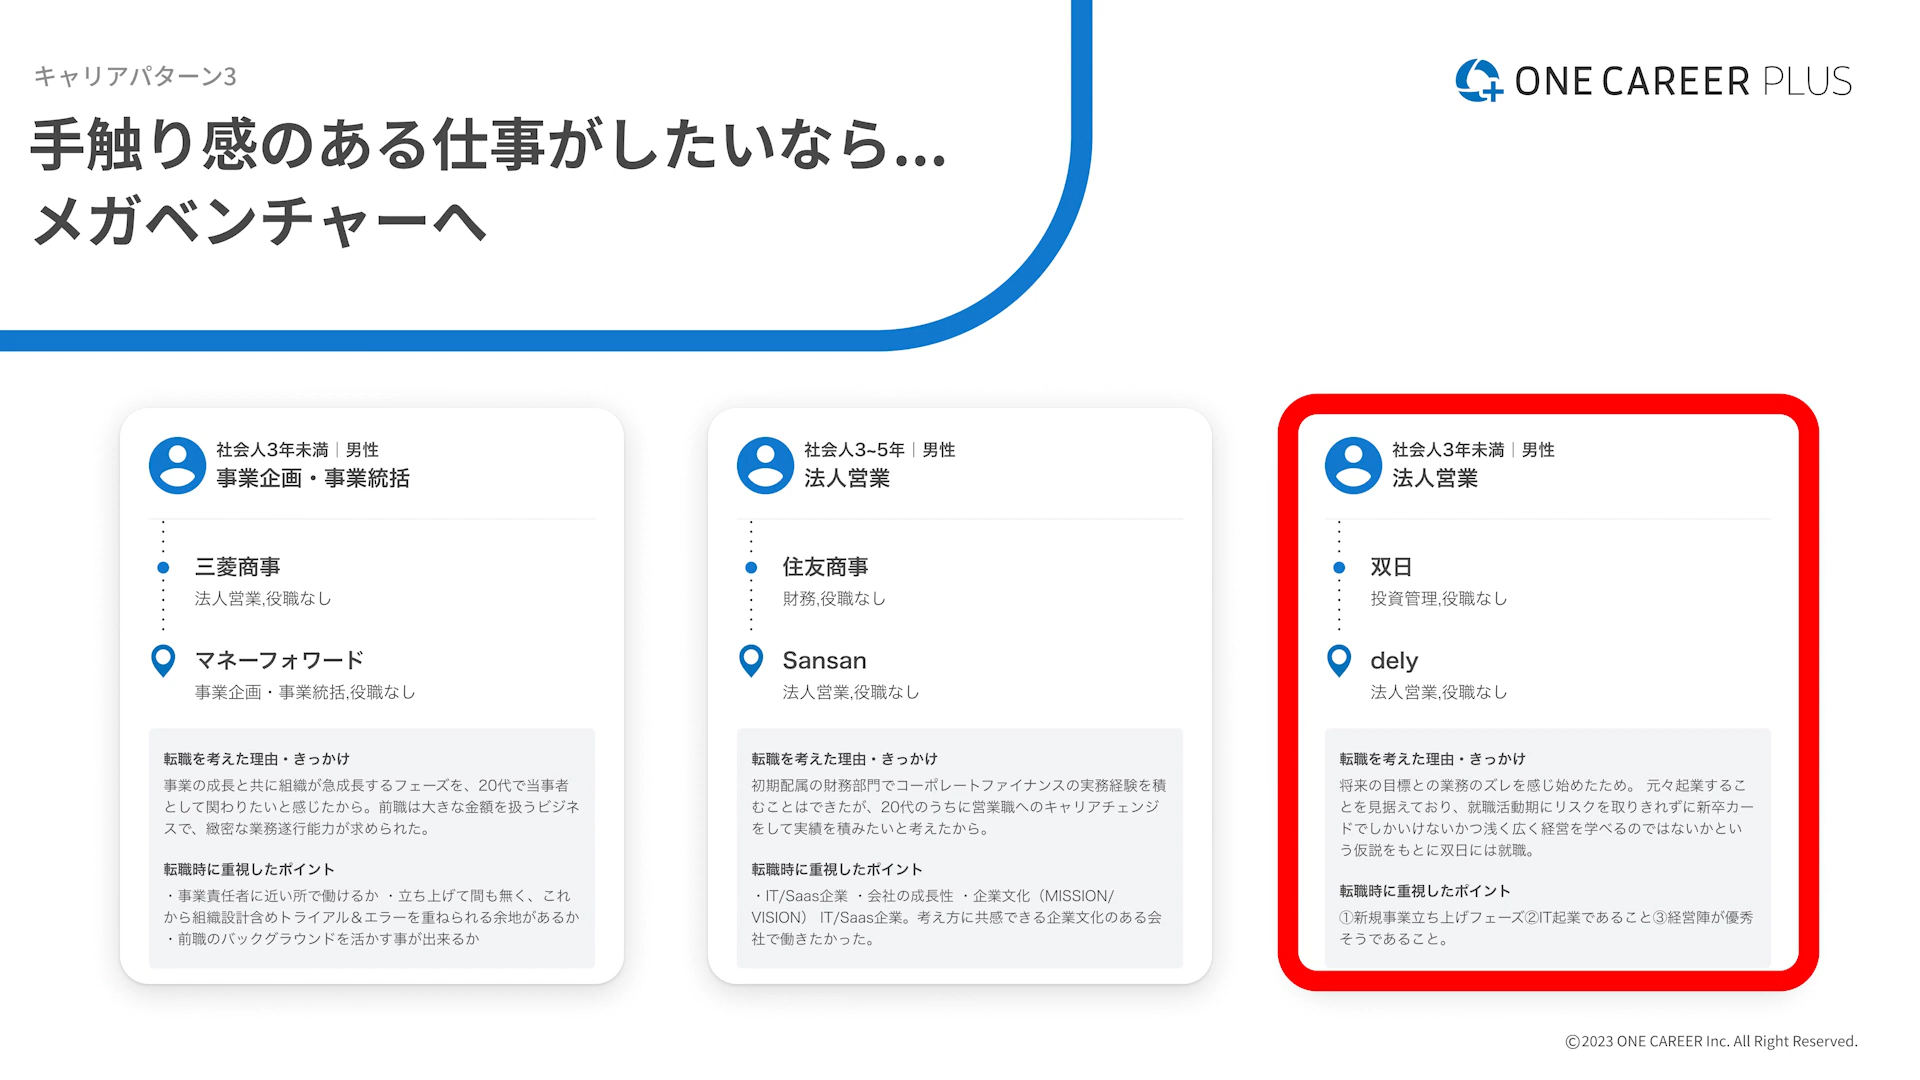 キャリアパターン3
手触り感のある仕事がしたいなら...
メガベンチャーへ
ONE CAREER PLUS
社会人3年未満｜男性
事業企画・事業統括
三菱商事
法人営業,役職なし
マネーフォワード
事業企画・事業統括,役職なし
転職を考えた理由・きっかけ
事業の成長と共に組織が急成長するフェーズを、20代で当事者
として関わりたいと感じたから。前職は大きな金額を扱うビジネ
スで、緻密な業務遂行能力が求められた。
転職時に重視したポイント
・事業責任者に近い所で働けるか ・立ち上げて間も無く、これ
から組織設計含めトライアル＆エラーを重ねられる余地があるか
・前職のバックグラウンドを活かす事が出来るか
社会人3~5年｜男性
法人営業
住友商事
財務,役職なし
Sansan
法人営業,役職なし
転職を考えた理由・きっかけ
初期配属の財務部門でコーポレートファイナンスの実務経験を積
むことはできたが、20代のうちに営業職へのキャリアチェンジ
をして実績を積みたいと考えたから。
転職時に重視したポイント
・IT/Saas企業 ・会社の成長性 ・企業文化（MISSION/
VISION） IT/Saas企業。考え方に共感できる企業文化のある会
社で働きたかった。
社会人3年未満｜男性
法人営業
双日
投資管理,役職なし
dely
法人営業,役職なし
転職を考えた理由・きっかけ
将来の目標との業務のズレを感じ始めたため。 元々起業するこ
とを見据えており、就職活動期にリスクを取りきれずに新卒カー
ドでしかいけないかつ浅く広く経営を学べるのではないかとい
う仮説をもとに双日には就職。
転職時に重視したポイント
①新規事業立ち上げフェーズ②IT起業であること③経営陣が優秀
そうであること。
©2023 ONE CAREER Inc. All Right Reserved.